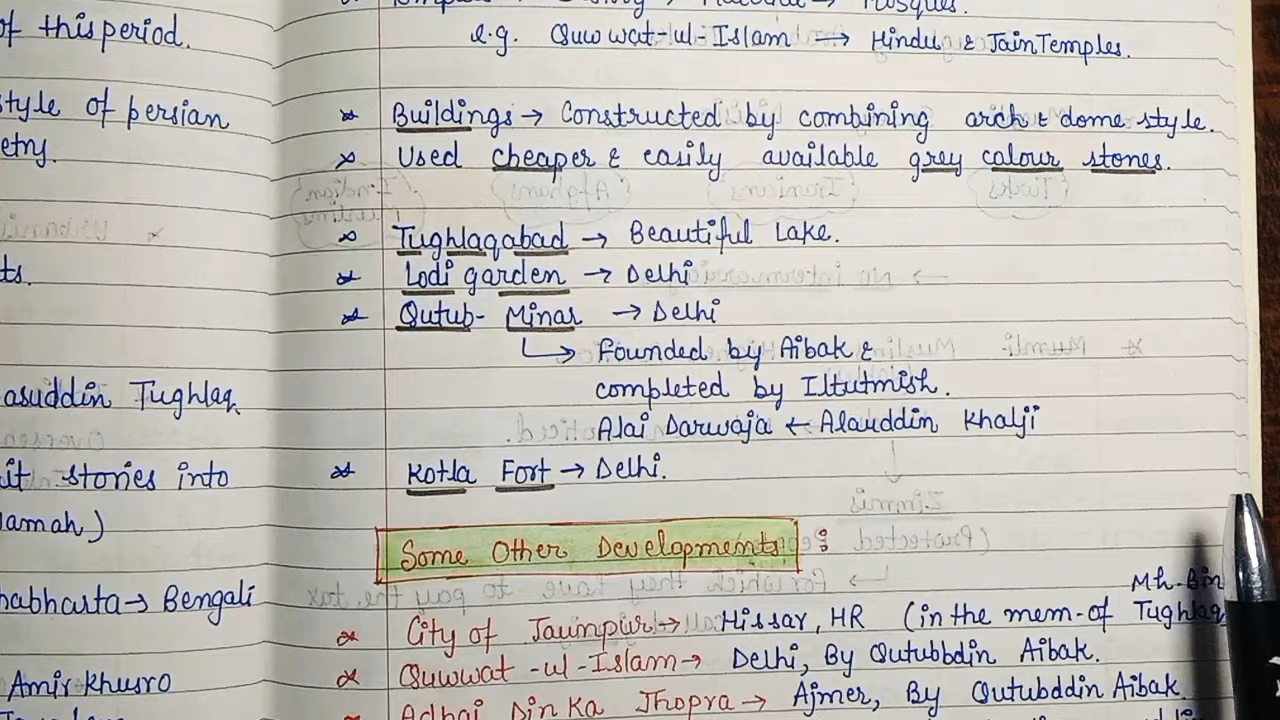 of this period.
style of persian
etry.
ts.
asuddin Tughlaq
it stories into
amah)
habharta → Bengali
Amir Khusro
Mosques.
e.g. Quwwat-ul-Islam → Hindu & Jain Temples.
* Buildings → Constructed by combining arch & dome style.
* Used cheaper & easily available grey colour stones.
* Tughlaqabad → Beautiful Lake.
* Lodi garden → Delhi
* Qutub- Minar → Delhi
↳ Founded by Aibak &
completed by Iltutmish.
Alai Darwaja ← Alauddin Khalji
* Kotla Fort → Delhi.
Some Other Developments :
Mh. Bin
* City of Jaunpur → Hissar, HR (in the mem. of Tughlaq
* Quwwat -ul-Islam → Delhi, By Qutubbdin Aibak.
* Adhai Din Ka Jhopra → Ajmer, By Qutubddin Aibak.